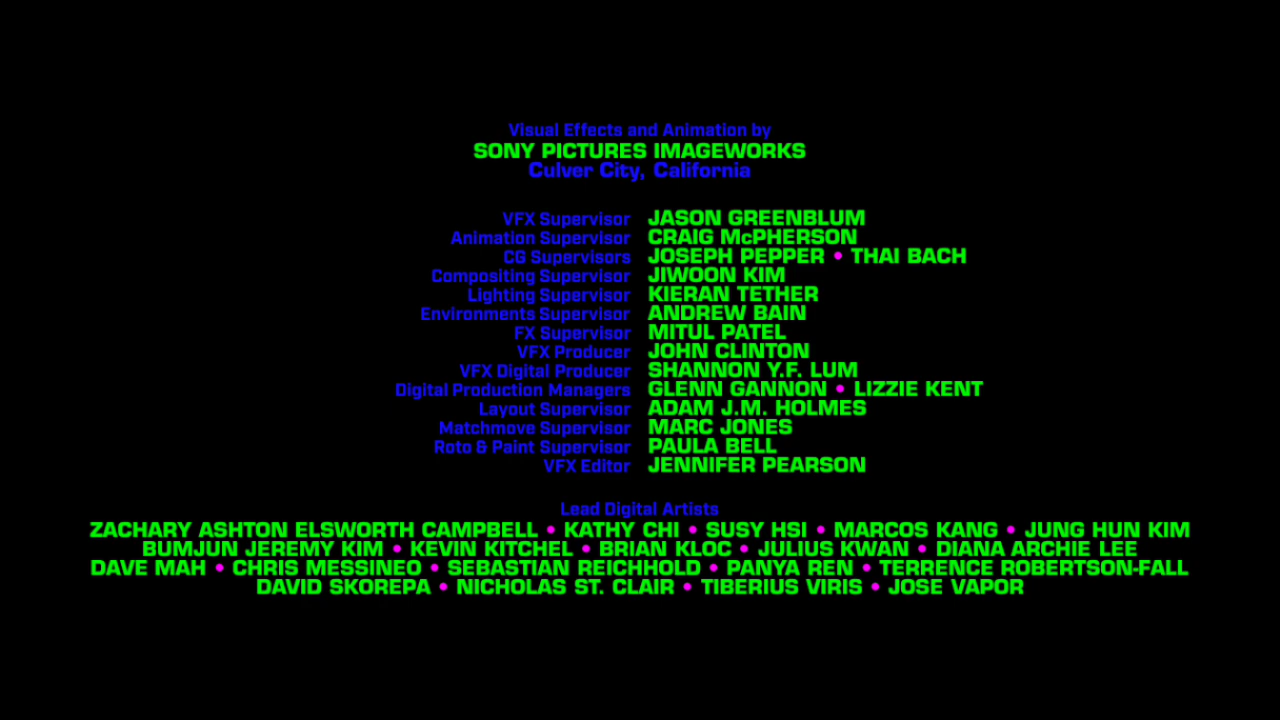 Visual Effects and Animation by
SONY PICTURES IMAGEWORKS
Culver City, California
VFX Supervisor JASON GREENBLUM
Animation Supervisor CRAIG McPHERSON
CG Supervisors JOSEPH PEPPER • THAI BACH
Compositing Supervisor JIWOON KIM
Lighting Supervisor KIERAN TETHER
Environments Supervisor ANDREW BAIN
FX Supervisor MITUL PATEL
VFX Producer JOHN CLINTON
VFX Digital Producer SHANNON Y.F. LUM
Digital Production Managers GLENN GANNON • LIZZIE KENT
Layout Supervisor ADAM J.M. HOLMES
Matchmove Supervisor MARC JONES
Roto & Paint Supervisor PAULA BELL
VFX Editor JENNIFER PEARSON
Lead Digital Artists
ZACHARY ASHTON ELSWORTH CAMPBELL • KATHY CHI • SUSY HSI • MARCOS KANG • JUNG HUN KIM
BUMJUN JEREMY KIM • KEVIN KITCHEL • BRIAN KLOC • JULIUS KWAN • DIANA ARCHIE LEE
DAVE MAH • CHRIS MESSINEO • SEBASTIAN REICHHOLD • PANYA REN • TERRENCE ROBERTSON-FALL
DAVID SKOREPA • NICHOLAS ST. CLAIR • TIBERIUS VIRIS • JOSE VAPOR